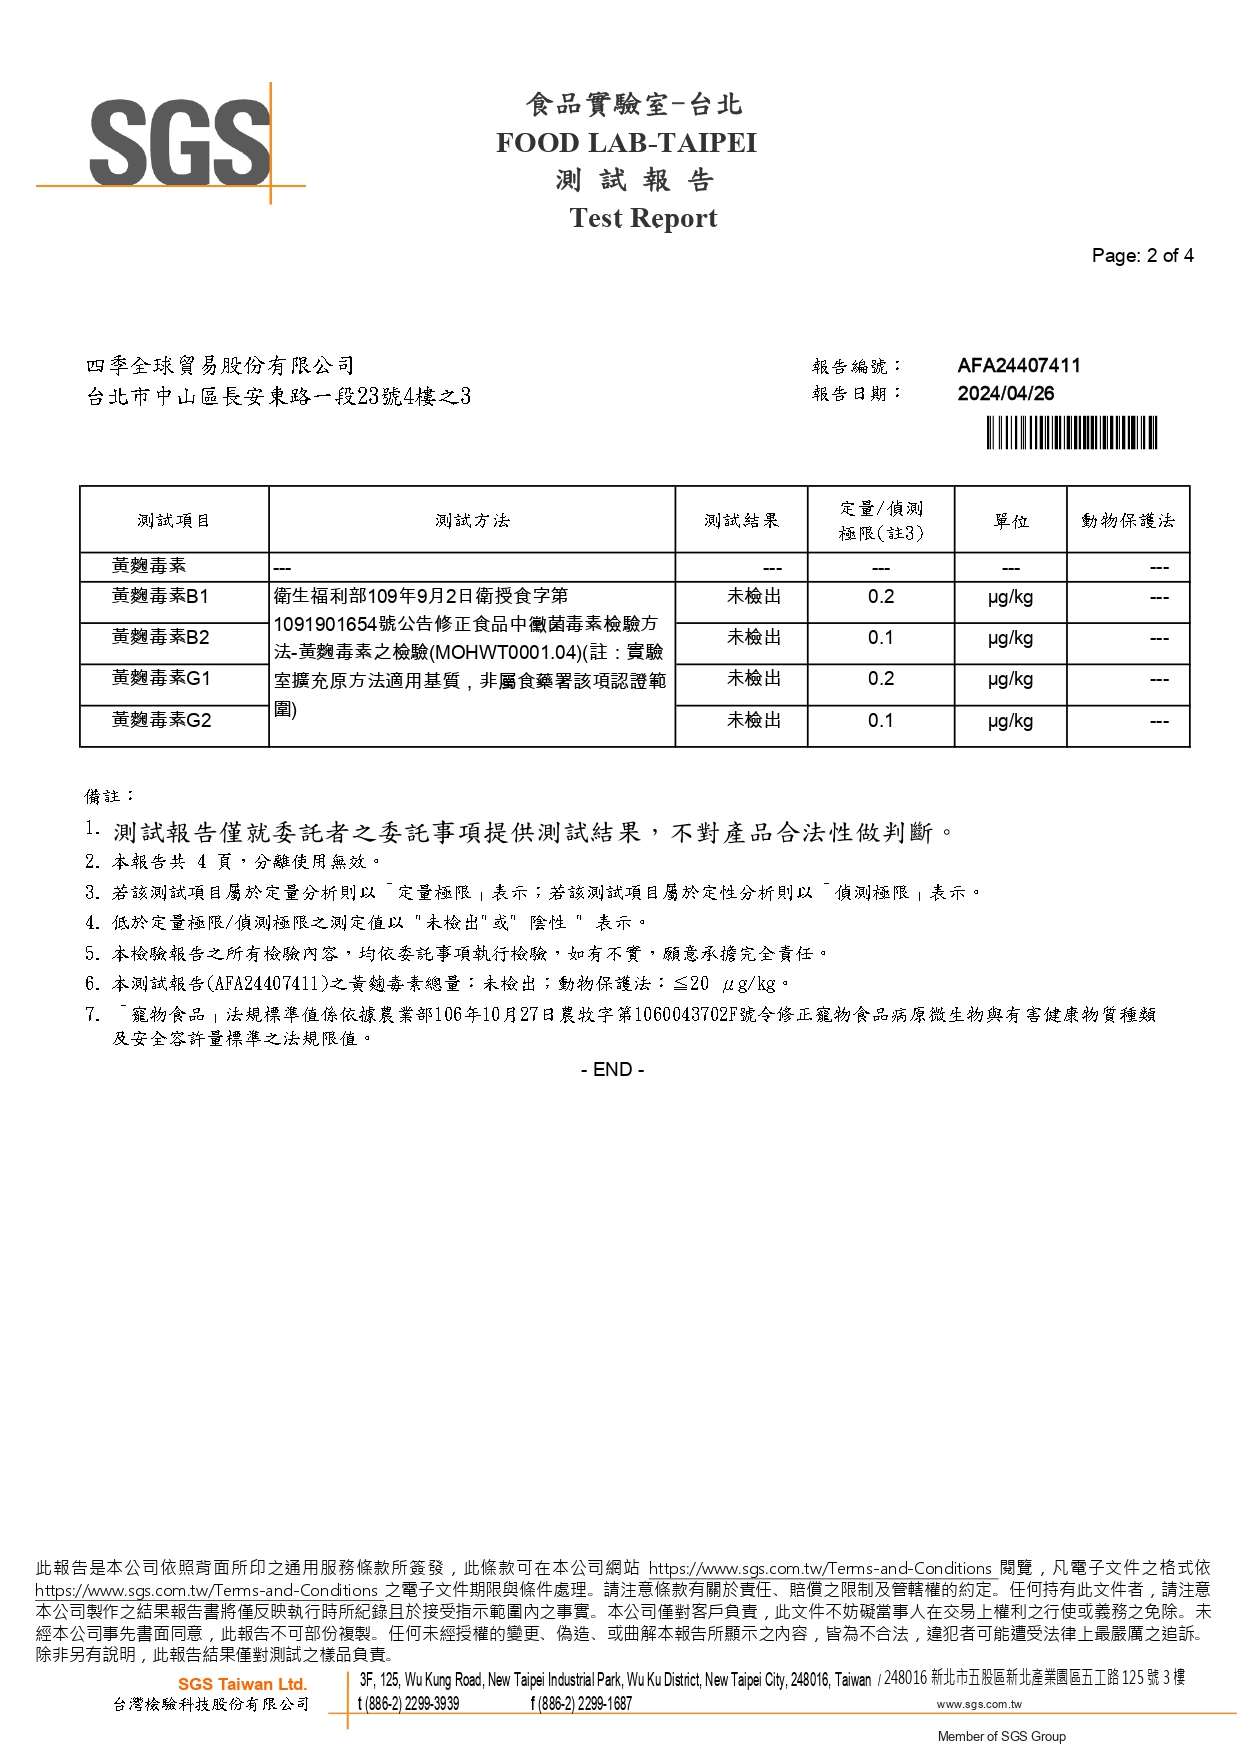 SGS
食品實驗室-台北
FOOD LAB-TAIPEI
測 試 報 告
Test Report
Page: 2 of 4
四季全球貿易股份有限公司
台北市中山區長安東路一段23號4樓之3
報告編號： AFA24407411
報告日期： 2024/04/26
測試項目 測試方法 測試結果 定量/偵測極限(註3) 單位 動物保護法
黃麴毒素 --- --- --- --- ---
黃麴毒素B1 衛生福利部109年9月2日衛授食字第 未檢出 0.2 μg/kg ---
1091901654號公告修正食品中黴菌毒素檢驗方
黃麴毒素B2 未檢出 0.1 μg/kg ---
法-黃麴毒素之檢驗(MOHWT0001.04)(註：實驗
黃麴毒素G1 室擴充原方法適用基質，非屬食藥署該項認證範 未檢出 0.2 μg/kg ---
圍)
黃麴毒素G2 未檢出 0.1 μg/kg ---
備註：
1. 測試報告僅就委託者之委託事項提供測試結果，不對產品合法性做判斷。
2. 本報告共 4 頁，分離使用無效。
3. 若該測試項目屬於定量分析則以「定量極限」表示；若該測試項目屬於定性分析則以「偵測極限」表示。
4. 低於定量極限/偵測極限之測定值以 "未檢出"或" 陰性 " 表示。
5. 本檢驗報告之所有檢驗內容，均依委託事項執行檢驗，如有不實，願意承擔完全責任。
6. 本測試報告(AFA24407411)之黃麴毒素總量：未檢出；動物保護法：≦20 μg/kg。
7. 「寵物食品」法規標準值係依據農業部106年10月27日農牧字第1060043702F號令修正寵物食品病原微生物與有害健康物質種類
及安全容許量標準之法規限值。
- END -
此報告是本公司依照背面所印之通用服務條款所簽發，此條款可在本公司網站 https://www.sgs.com.tw/Terms-and-Conditions 閱覽，凡電子文件之格式依
https://www.sgs.com.tw/Terms-and-Conditions 之電子文件期限與條件處理。請注意條款有關於責任、賠償之限制及管轄權的約定。任何持有此文件者，請注意
本公司製作之結果報告書將僅反映執行時所紀錄且於接受指示範圍內之事實。本公司僅對客戶負責，此文件不妨礙當事人在交易上權利之行使或義務之免除。未
經本公司事先書面同意，此報告不可部份複製。任何未經授權的變更、偽造、或曲解本報告所顯示之內容，皆為不合法，違犯者可能遭受法律上最嚴厲之追訴。
除非另有說明，此報告結果僅對測試之樣品負責。
SGS Taiwan Ltd. 3F, 125, Wu Kung Road, New Taipei Industrial Park, Wu Ku District, New Taipei City, 248016, Taiwan / 248016 新北市五股區新北產業園區五工路 125 號 3 樓
台灣檢驗科技股份有限公司 t (886-2) 2299-3939 f (886-2) 2299-1687 www.sgs.com.tw
Member of SGS Group